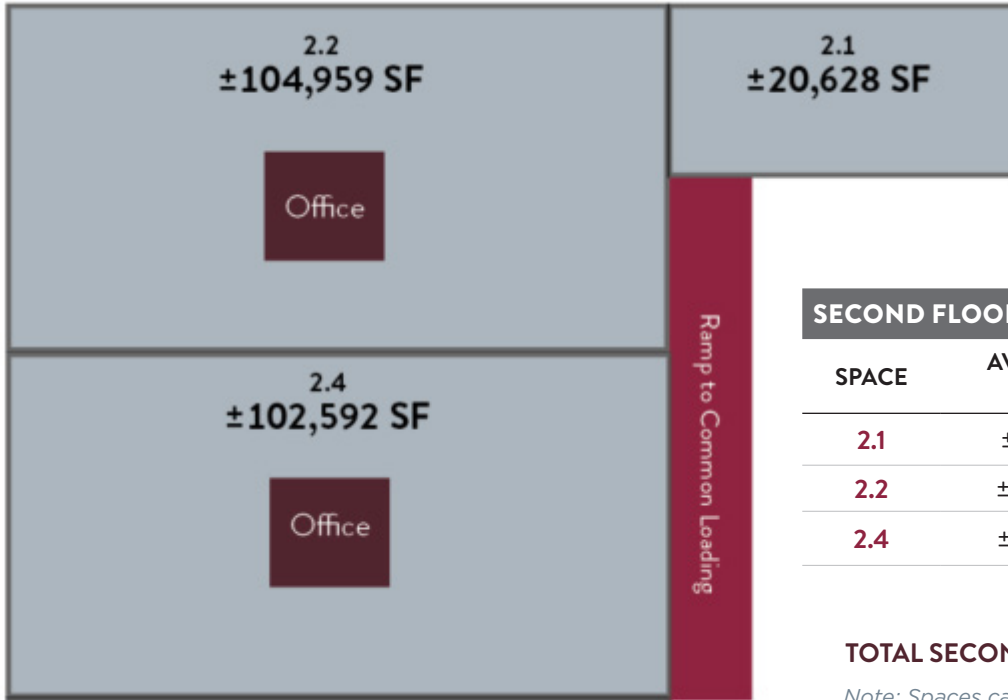 2.2
±104,959 SF
Office
2.1
±20,628 SF
2.4
±102,592 SF
Office
Ramp to Common Loading
SECOND FLOO
SPACE
2.1 ±
2.2 ±
2.4 ±
TOTAL SECON
Note: Spaces ca